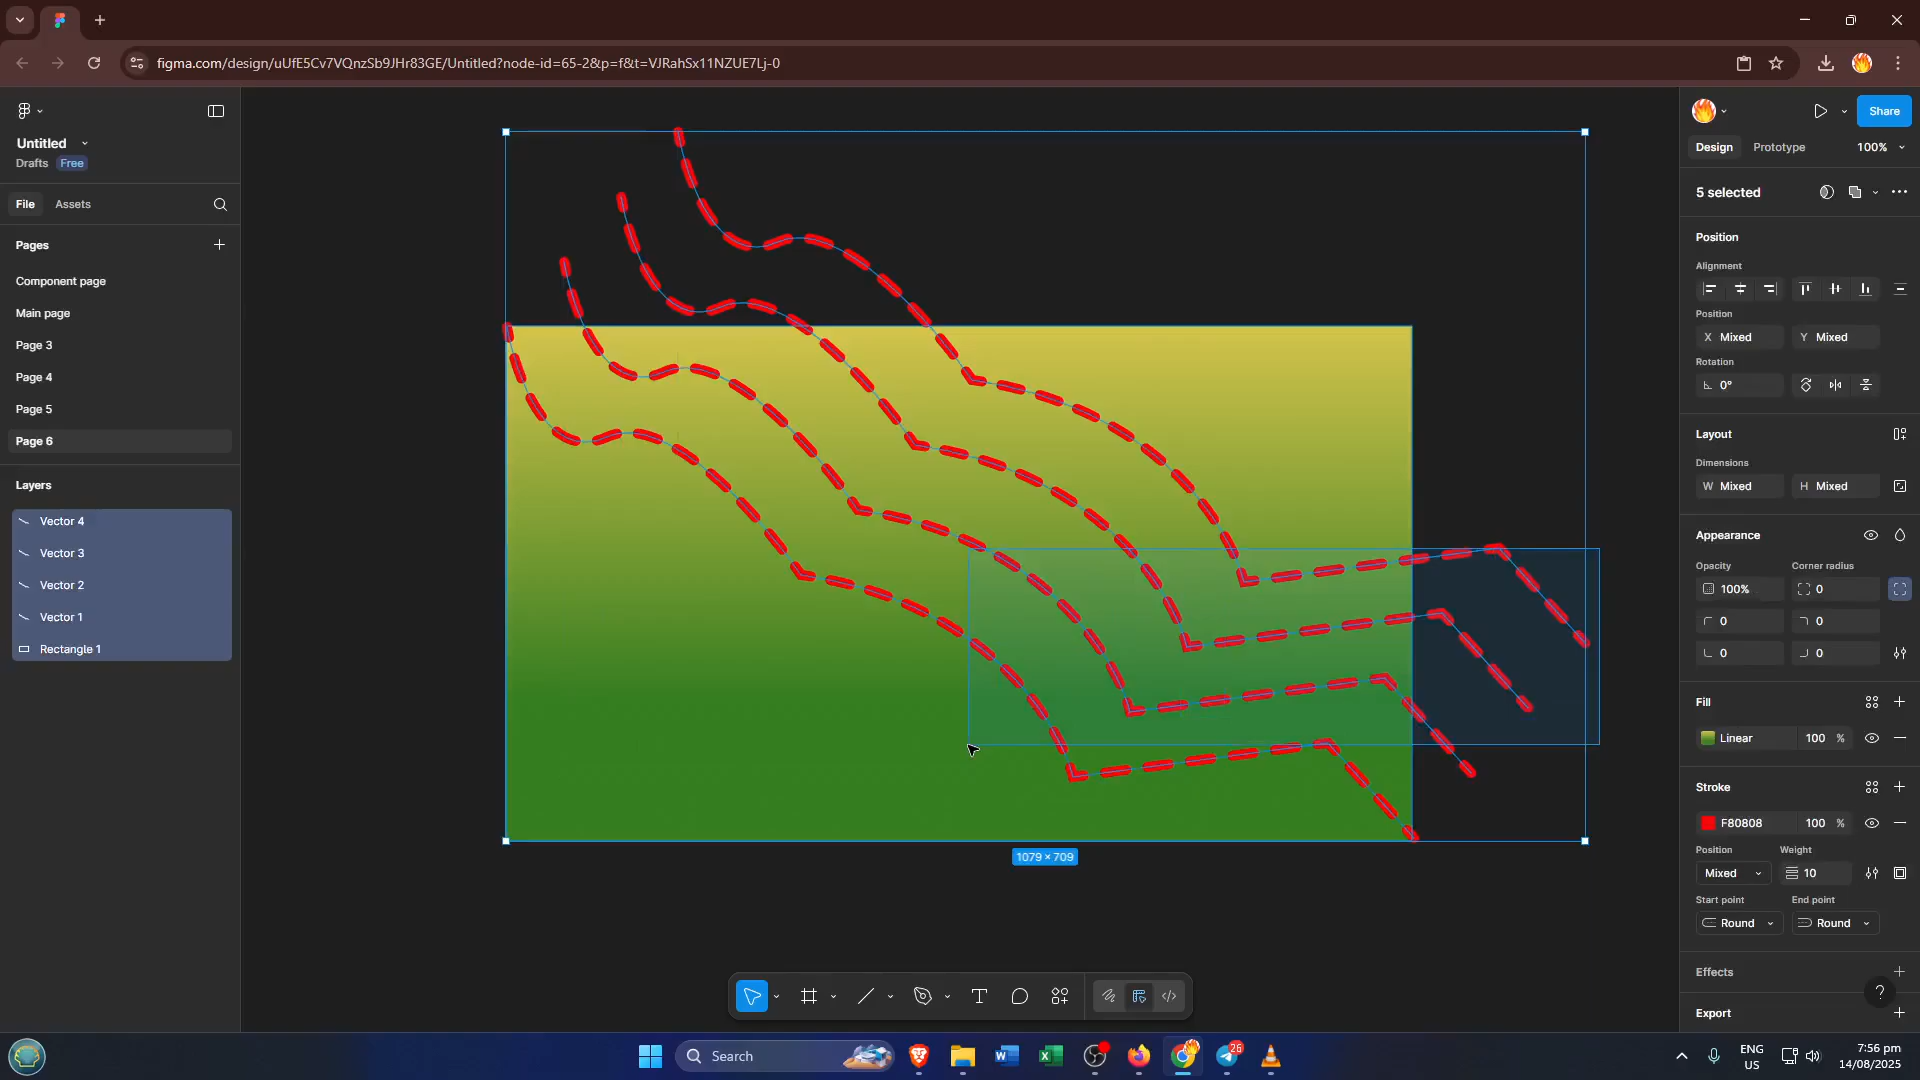 figma.com/design/uUfE5Cv7VQnzSb9JHr83GE/Untitled?node-id=65-2&p=f&t=VJRahSx11NZUE7Lj-0
Untitled
Drafts Free
File Assets
Pages
Component page
Main page
Page 3
Page 4
Page 5
Page 6
Layers
Vector 4
Vector 3
Vector 2
Vector 1
Rectangle 1
1079 × 709
Share
Design Prototype 100%
5 selected
Position
Alignment
Position
X Mixed Y Mixed
Rotation
0°
Layout
Dimensions
W Mixed H Mixed
Appearance
Opacity Corner radius
100% 0
0 0
0 0
Fill
Linear 100 %
Stroke
F80808 100 %
Position Weight
Mixed 10
Start point End point
Round Round
Effects
?
Export
Search
26
ENG
US
7:56 pm
14/08/2025